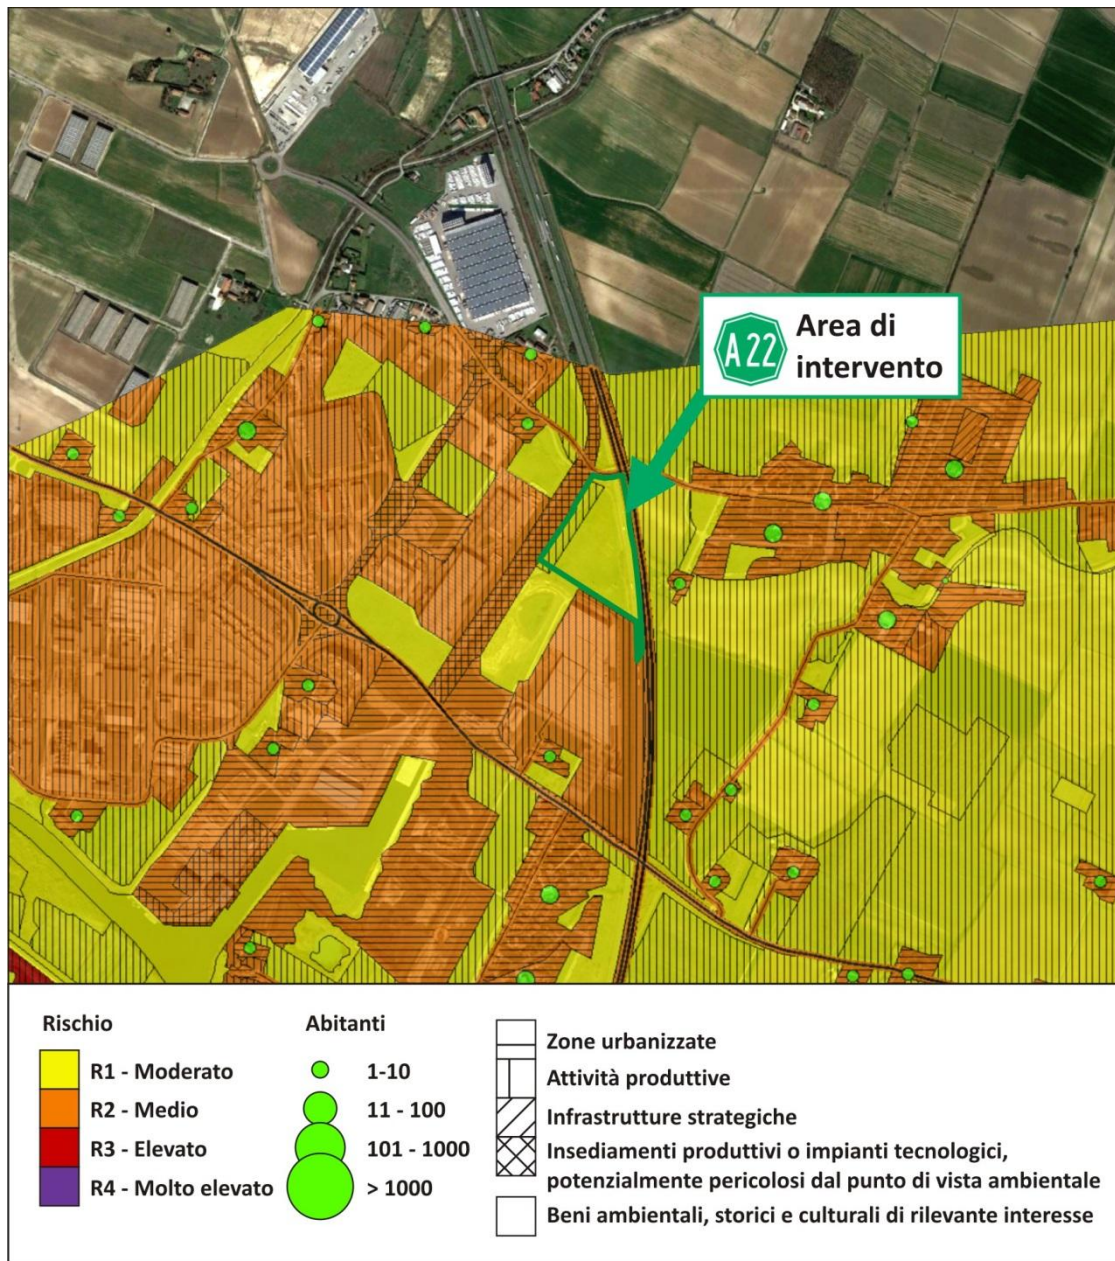 A22
Area di
intervento
Rischio
R1 - Moderato
R2 - Medio
R3 - Elevato
R4 - Molto elevato
Abitanti
1-10
11 - 100
101 - 1000
> 1000
Zone urbanizzate
Attività produttive
Infrastrutture strategiche
Insediamenti produttivi o impianti tecnologici,
potenzialmente pericolosi dal punto di vista ambientale
Beni ambientali, storici e culturali di rilevante interesse